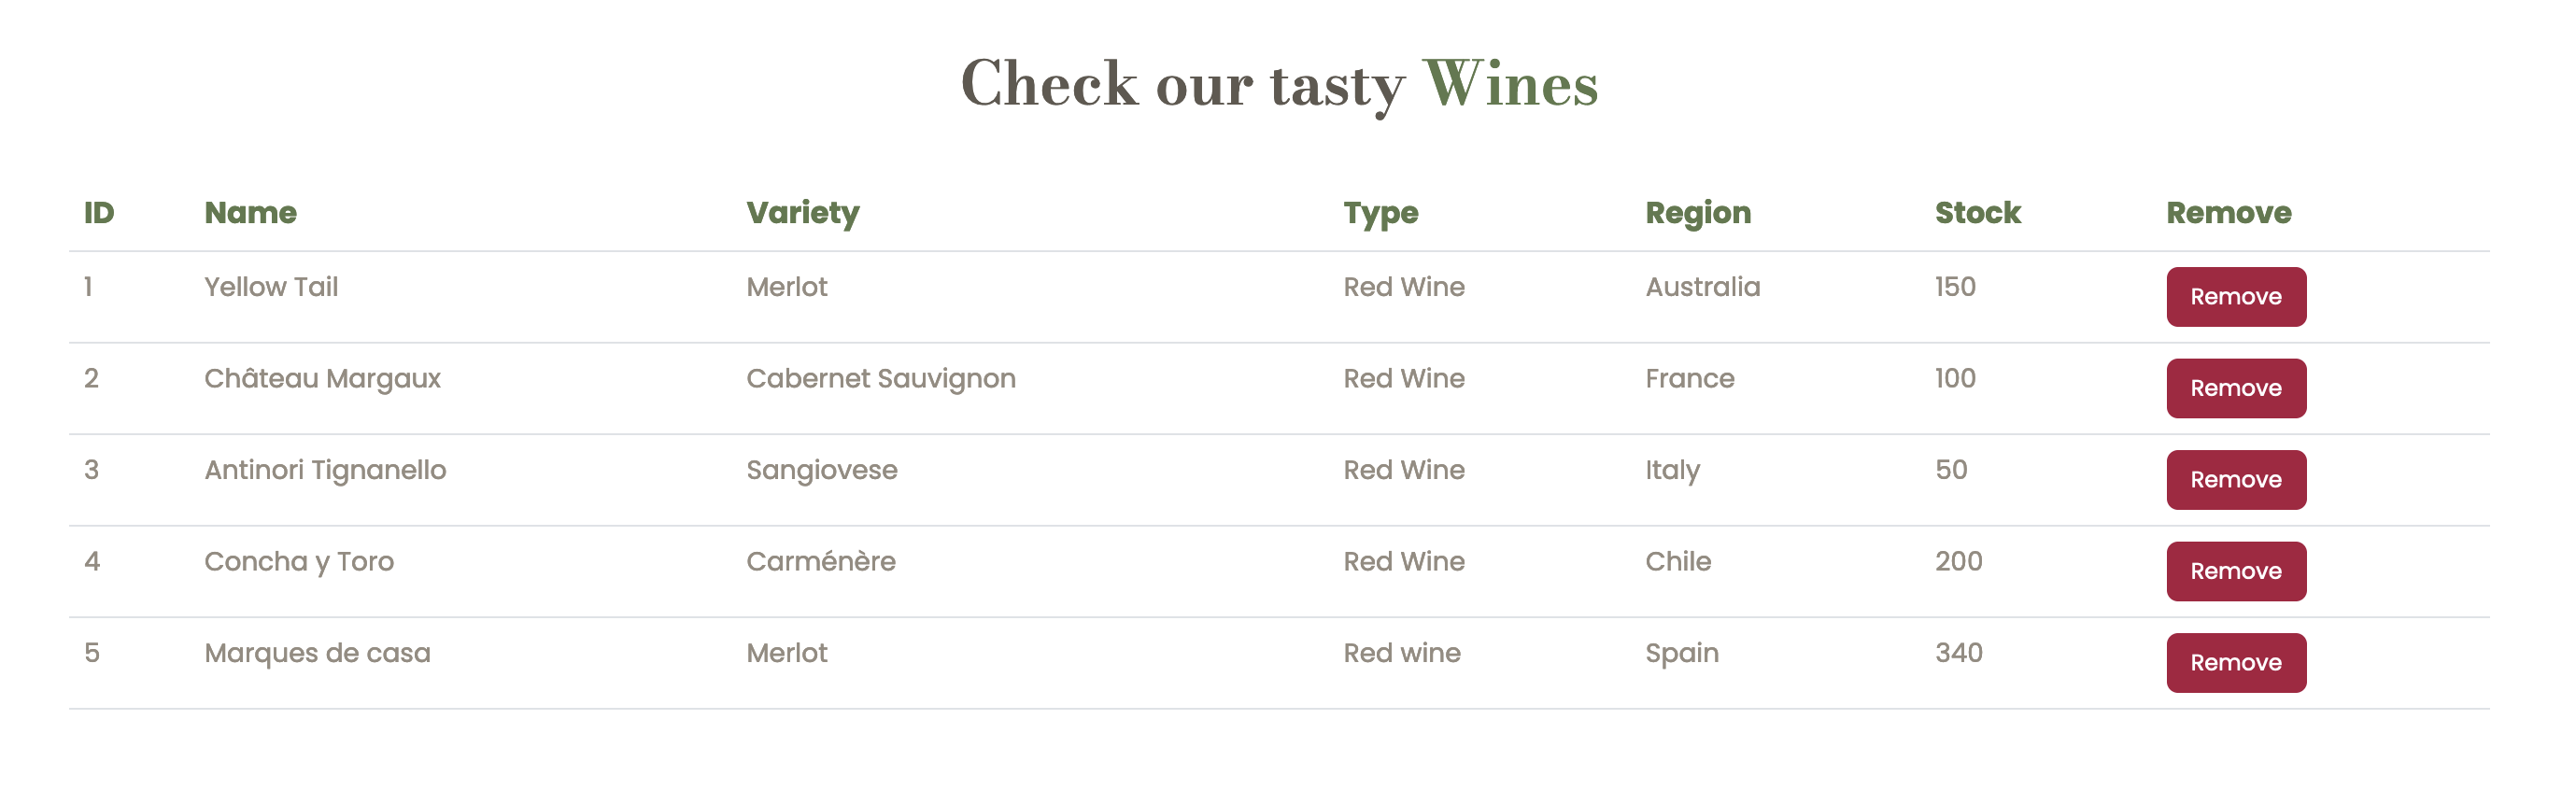 Check our tasty Wines
ID Name Variety Type Region Stock Remove
1 Yellow Tail Merlot Red Wine Australia 150 Remove
2 Château Margaux Cabernet Sauvignon Red Wine France 100 Remove
3 Antinori Tignanello Sangiovese Red Wine Italy 50 Remove
4 Concha y Toro Carménère Red Wine Chile 200 Remove
5 Marques de casa Merlot Red wine Spain 340 Remove